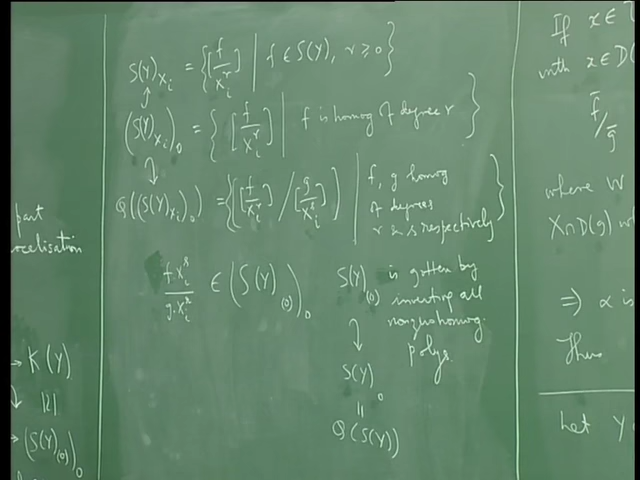 part
localisation
→ K(Y)
→ (S(Y)_{(0)})_0
S(Y)_{X_i} = { [f/X_i^r] | f ∈ S(Y), r ≥ 0 }
(S(Y)_{X_i})_0 = { [f/X_i^r] | f is homog of degree r }
Q((S(Y)_{X_i})_0) = { [f/X_i^r] / [g/X_i^s] | f, g homog
of degrees
r & s respectively }
f·X_i^s / g·X_i^r ∈ (S(Y)_{(0)})_0
S(Y)_{(0)} is gotten by
inverting all
nonzero homog.
polys.
S(Y)_0
=
Q(S(Y))
If x ∈
with x ∈ D(
f̄/ḡ
where W
X∩D(g) w
⇒ α is
Thus
Let Y